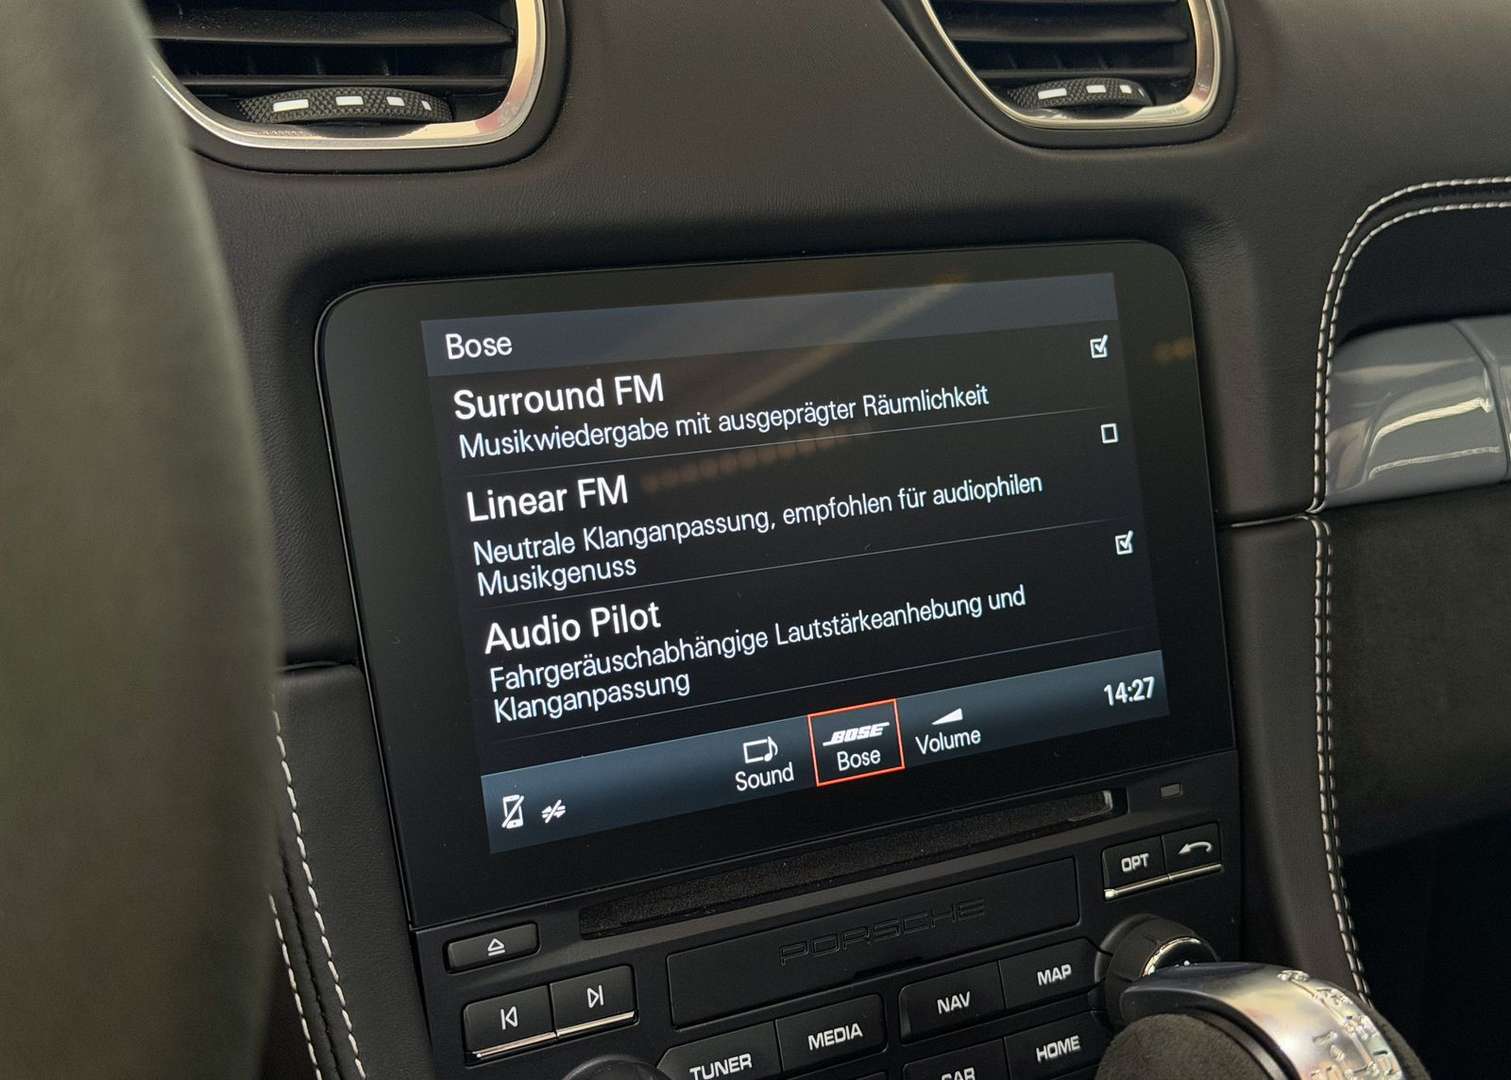 Bose
Surround FM
Musikwiedergabe mit ausgeprägter Räumlichkeit
Linear FM
Neutrale Klanganpassung, empfohlen für audiophilen
Musikgenuss
Audio Pilot
Fahrgeräuschabhängige Lautstärkeanhebung und
Klanganpassung
14:27
Sound
BOSE
Bose
Volume
OPT
PORSCHE
MAP
NAV
MEDIA
TUNER
HOME
CAR